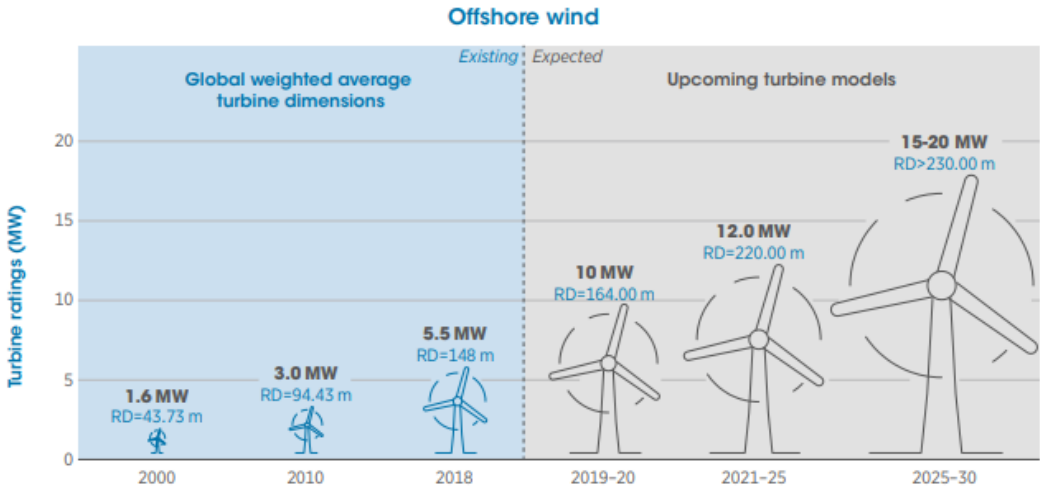 Offshore wind
Existing
Expected
Global weighted average
turbine dimensions
Upcoming turbine models
Turbine ratings (MW)
20
15
10
5
0
1.6 MW
RD=43.73 m
3.0 MW
RD=94.43 m
5.5 MW
RD=148 m
10 MW
RD=164.00 m
12.0 MW
RD=220.00 m
15-20 MW
RD>230.00 m
2000
2010
2018
2019–20
2021–25
2025–30